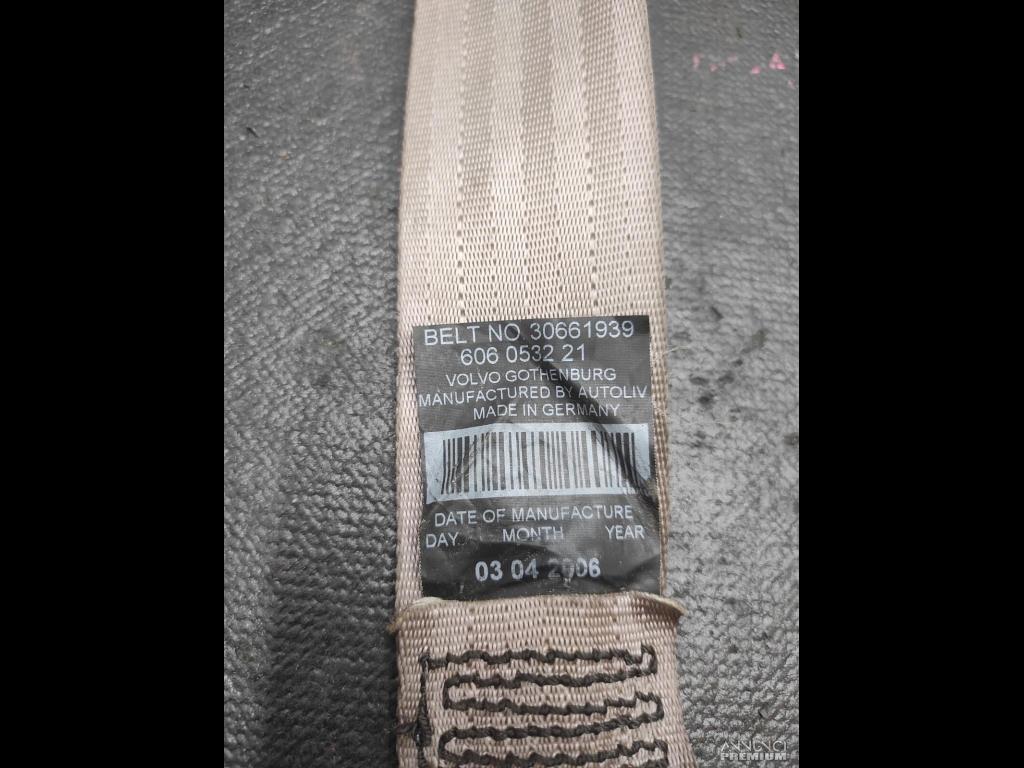 BELT NO. 30661939
606 0532 21
VOLVO GOTHENBURG
MANUFACTURED BY AUTOLIV
MADE IN GERMANY
DATE OF MANUFACTURE
DAY MONTH YEAR
03 04 2006
PREMIUM